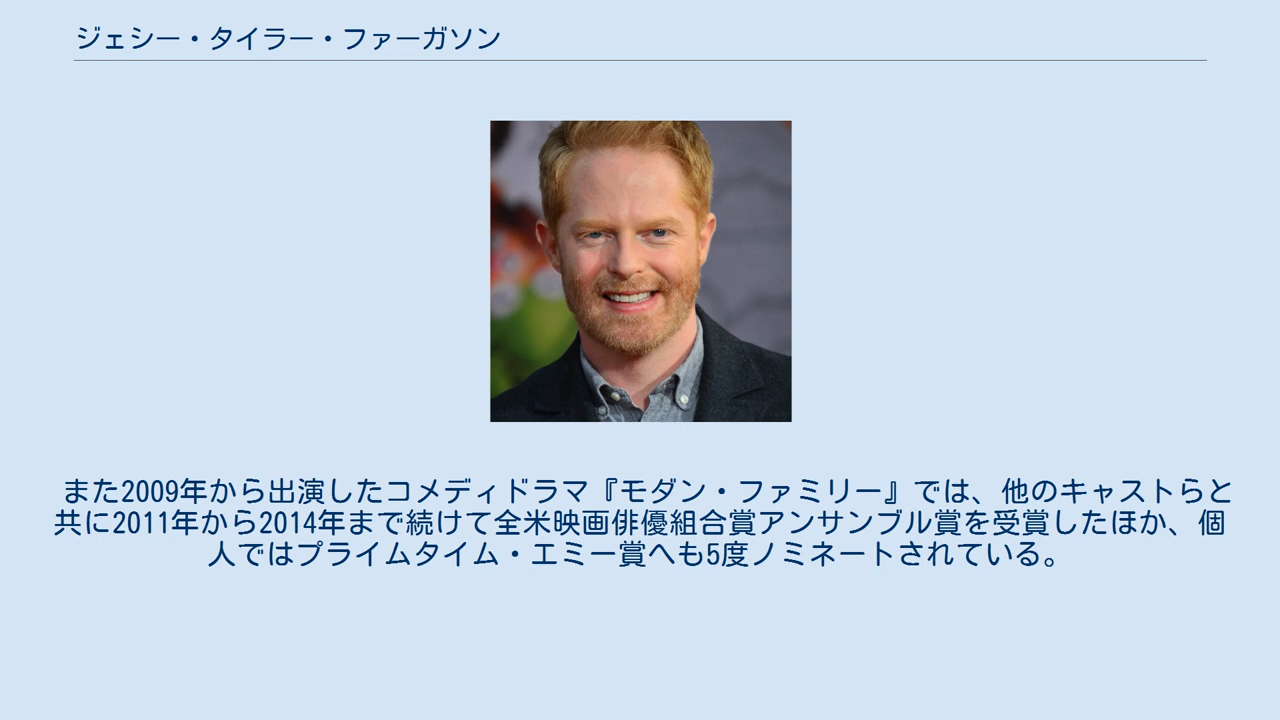 ジェシー・タイラー・ファーガソン
また2009年から出演したコメディドラマ『モダン・ファミリー』では、他のキャストらと
共に2011年から2014年まで続けて全米映画俳優組合賞アンサンブル賞を受賞したほか、個
人ではプライムタイム・エミー賞へも5度ノミネートされている。